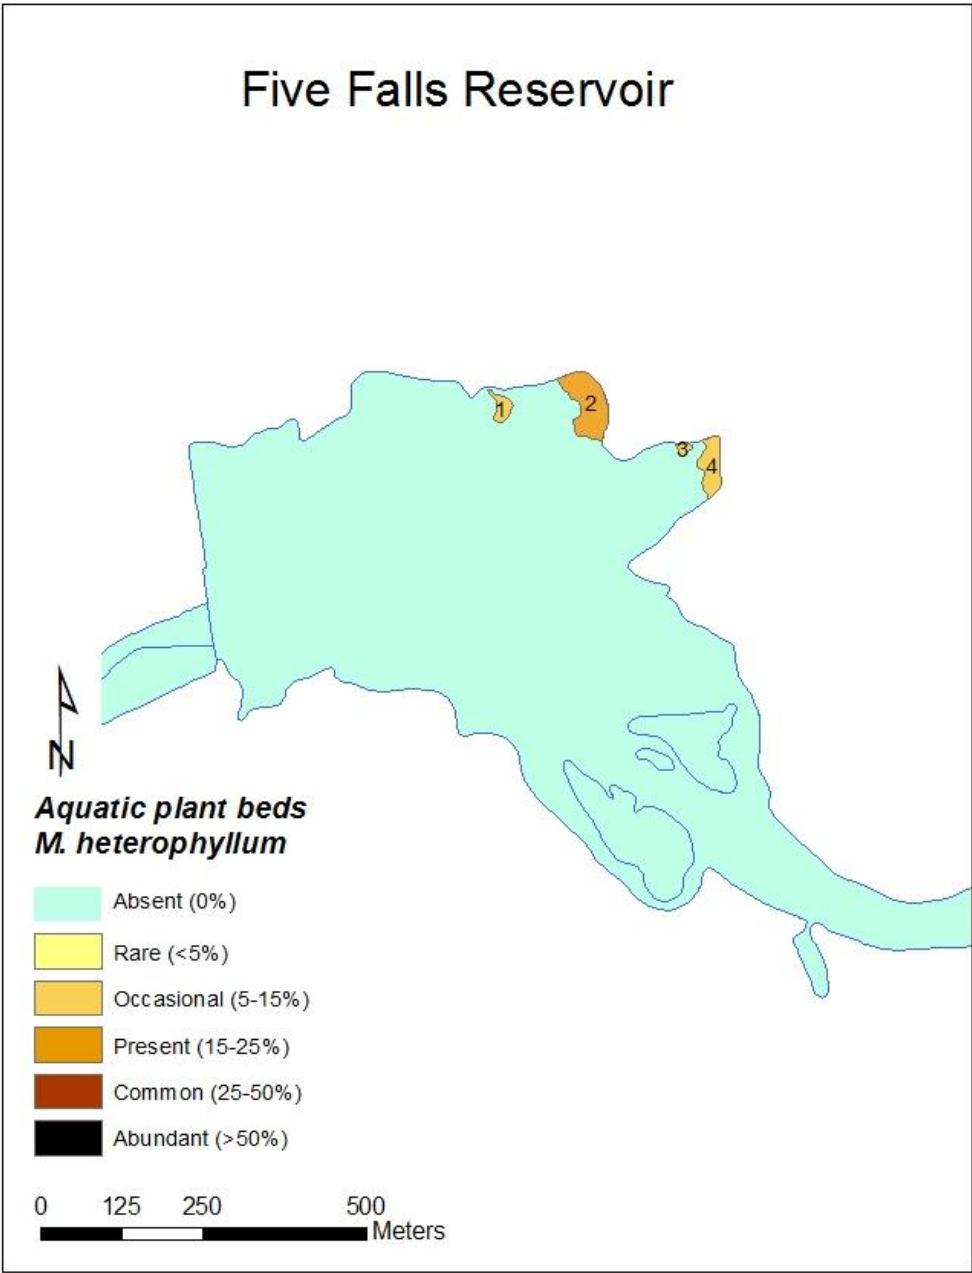 Five Falls Reservoir
1
2
3
4
N
Aquatic plant beds
M. heterophyllum
Absent (0%)
Rare (<5%)
Occasional (5-15%)
Present (15-25%)
Common (25-50%)
Abundant (>50%)
0 125 250 500
Meters